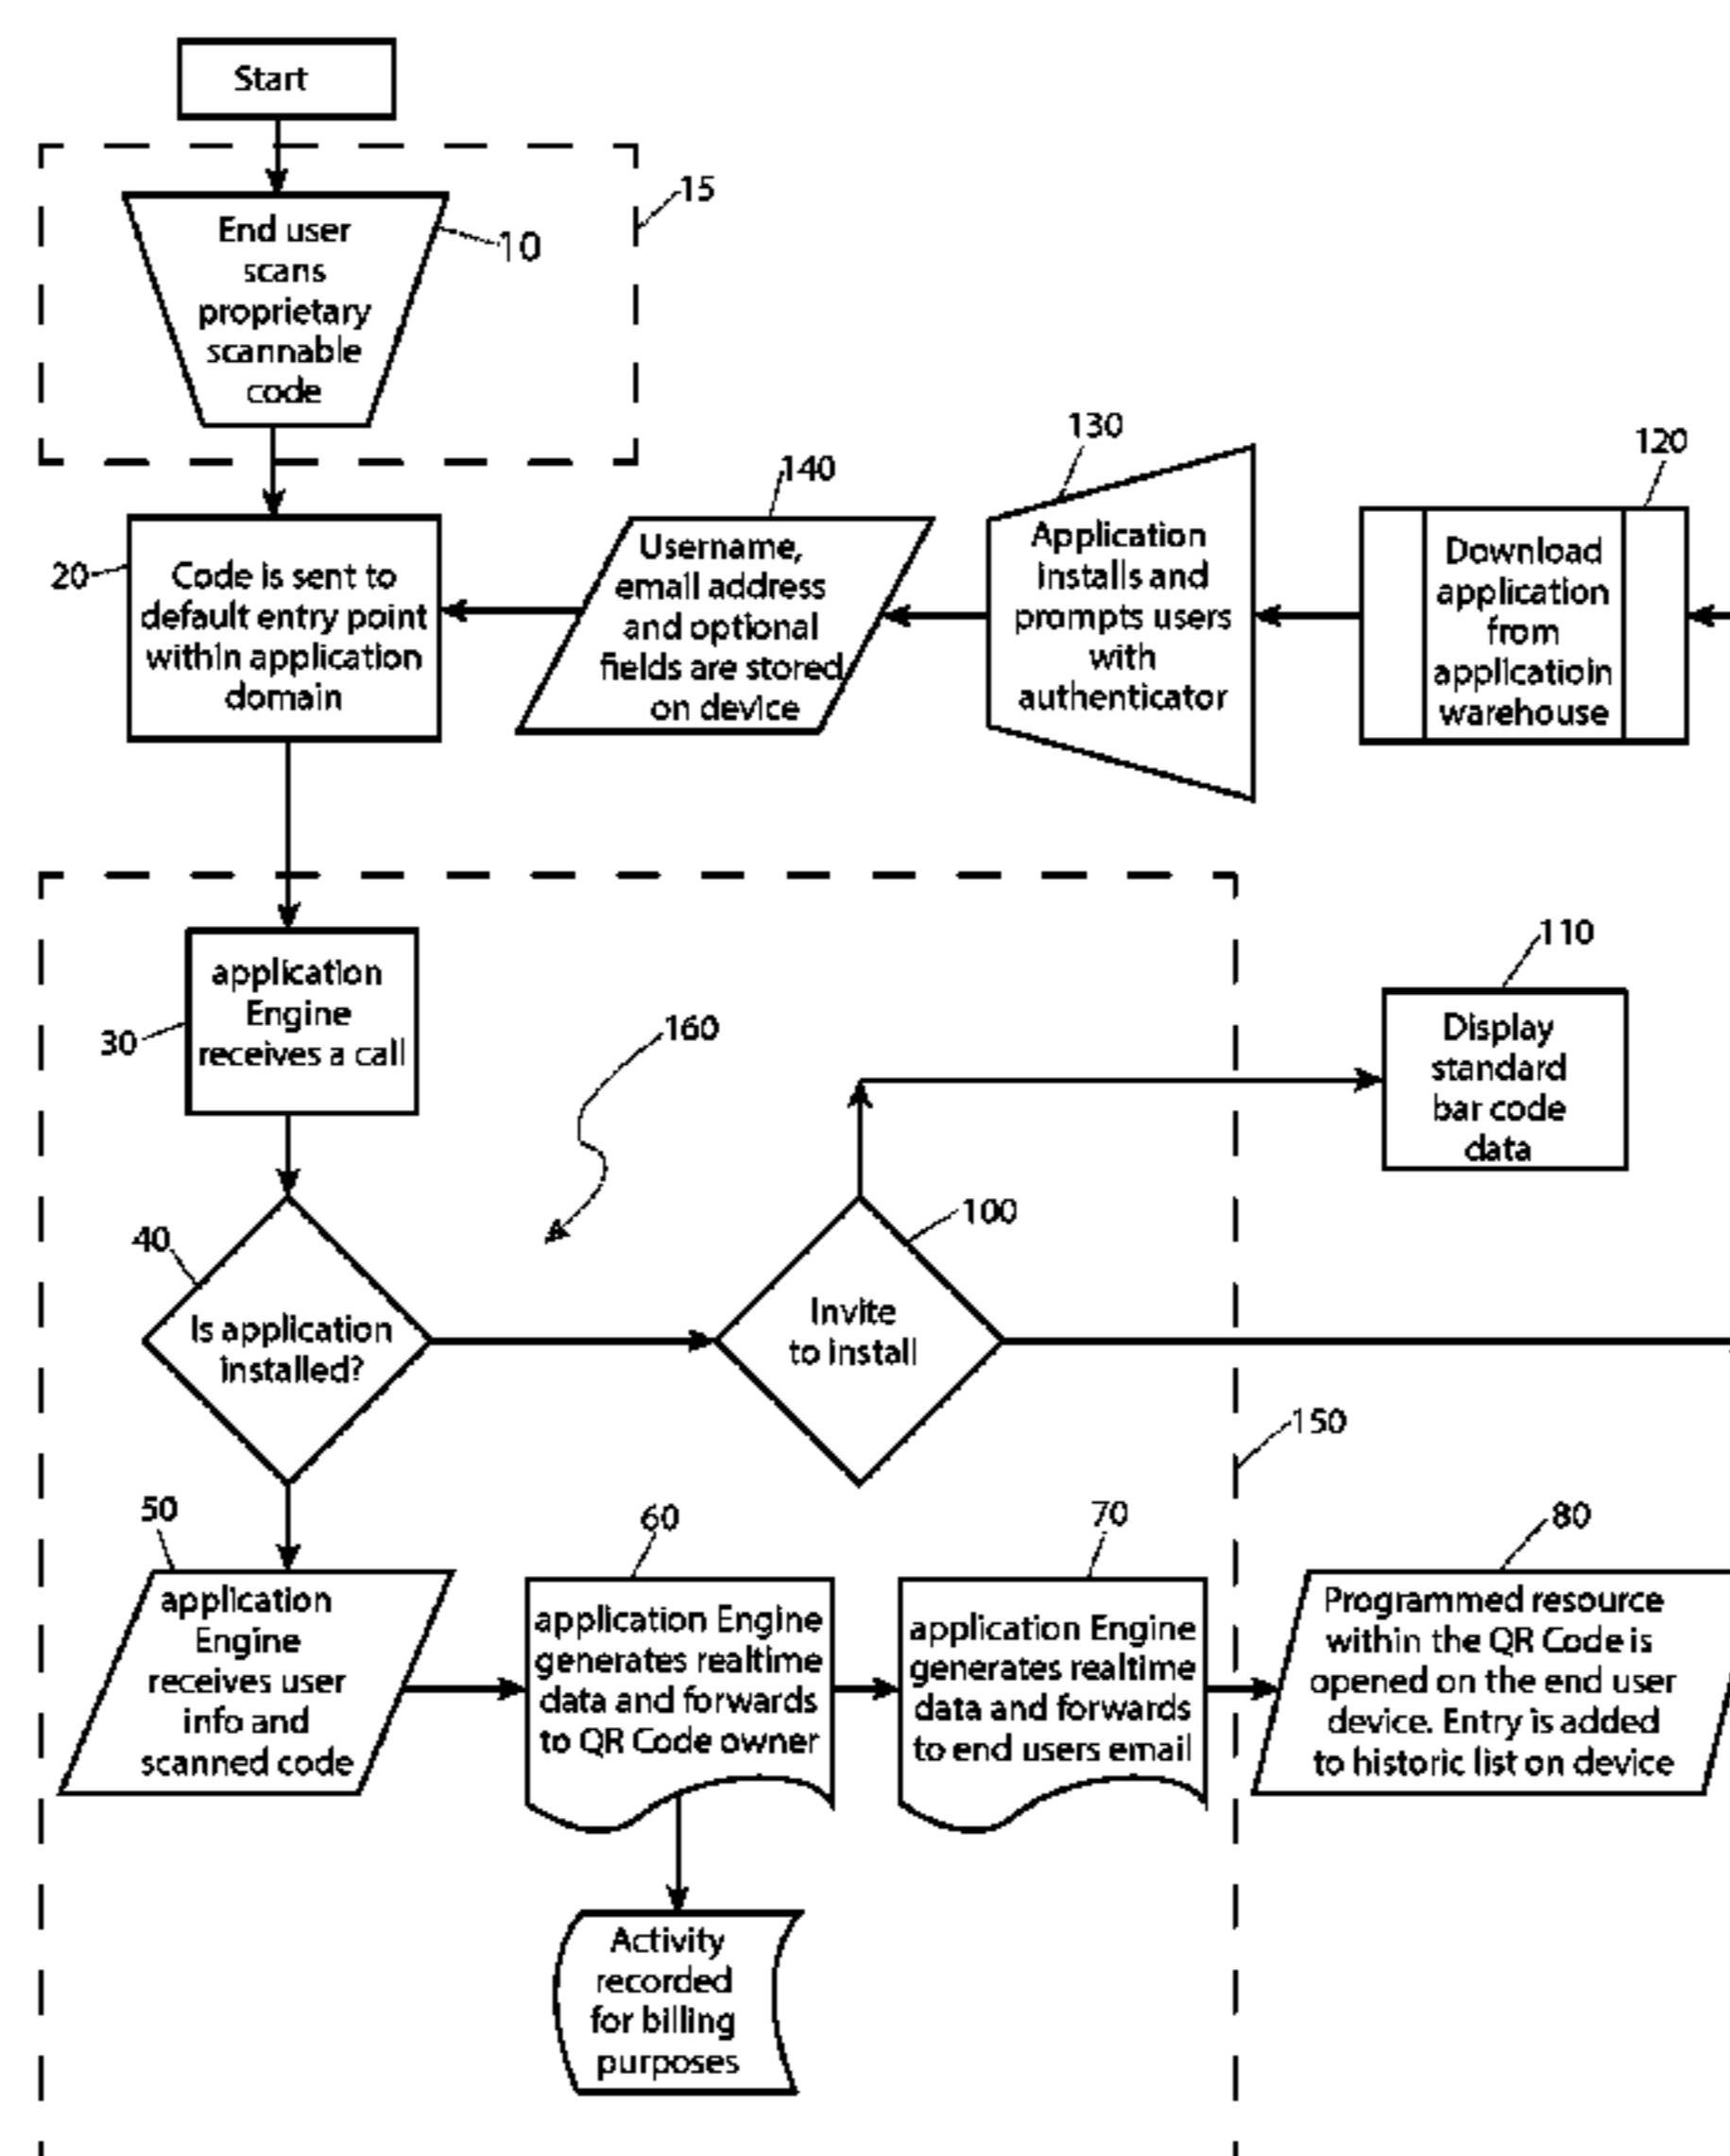 Start
15
End user
scans
proprietary
scannable
code
10
130
120
140
20
Code is sent to
default entry point
within application
domain
Username,
email address
and optional
fields are stored
on device
Application
installs and
prompts users
with
authenticator
Download
application
from
applicatioin
warehouse
30
application
Engine
receives a call
160
110
Display
standard
bar code
data
40
Is application
installed?
100
Invite
to install
150
50
application
Engine
receives user
info and
scanned code
60
application Engine
generates realtime
data and forwards
to QR Code owner
70
application Engine
generates realtime
data and forwards
to end users email
80
Programmed resource
within the QR Code is
opened on the end user
device. Entry is added
to historic list on device
Activity
recorded
for billing
purposes